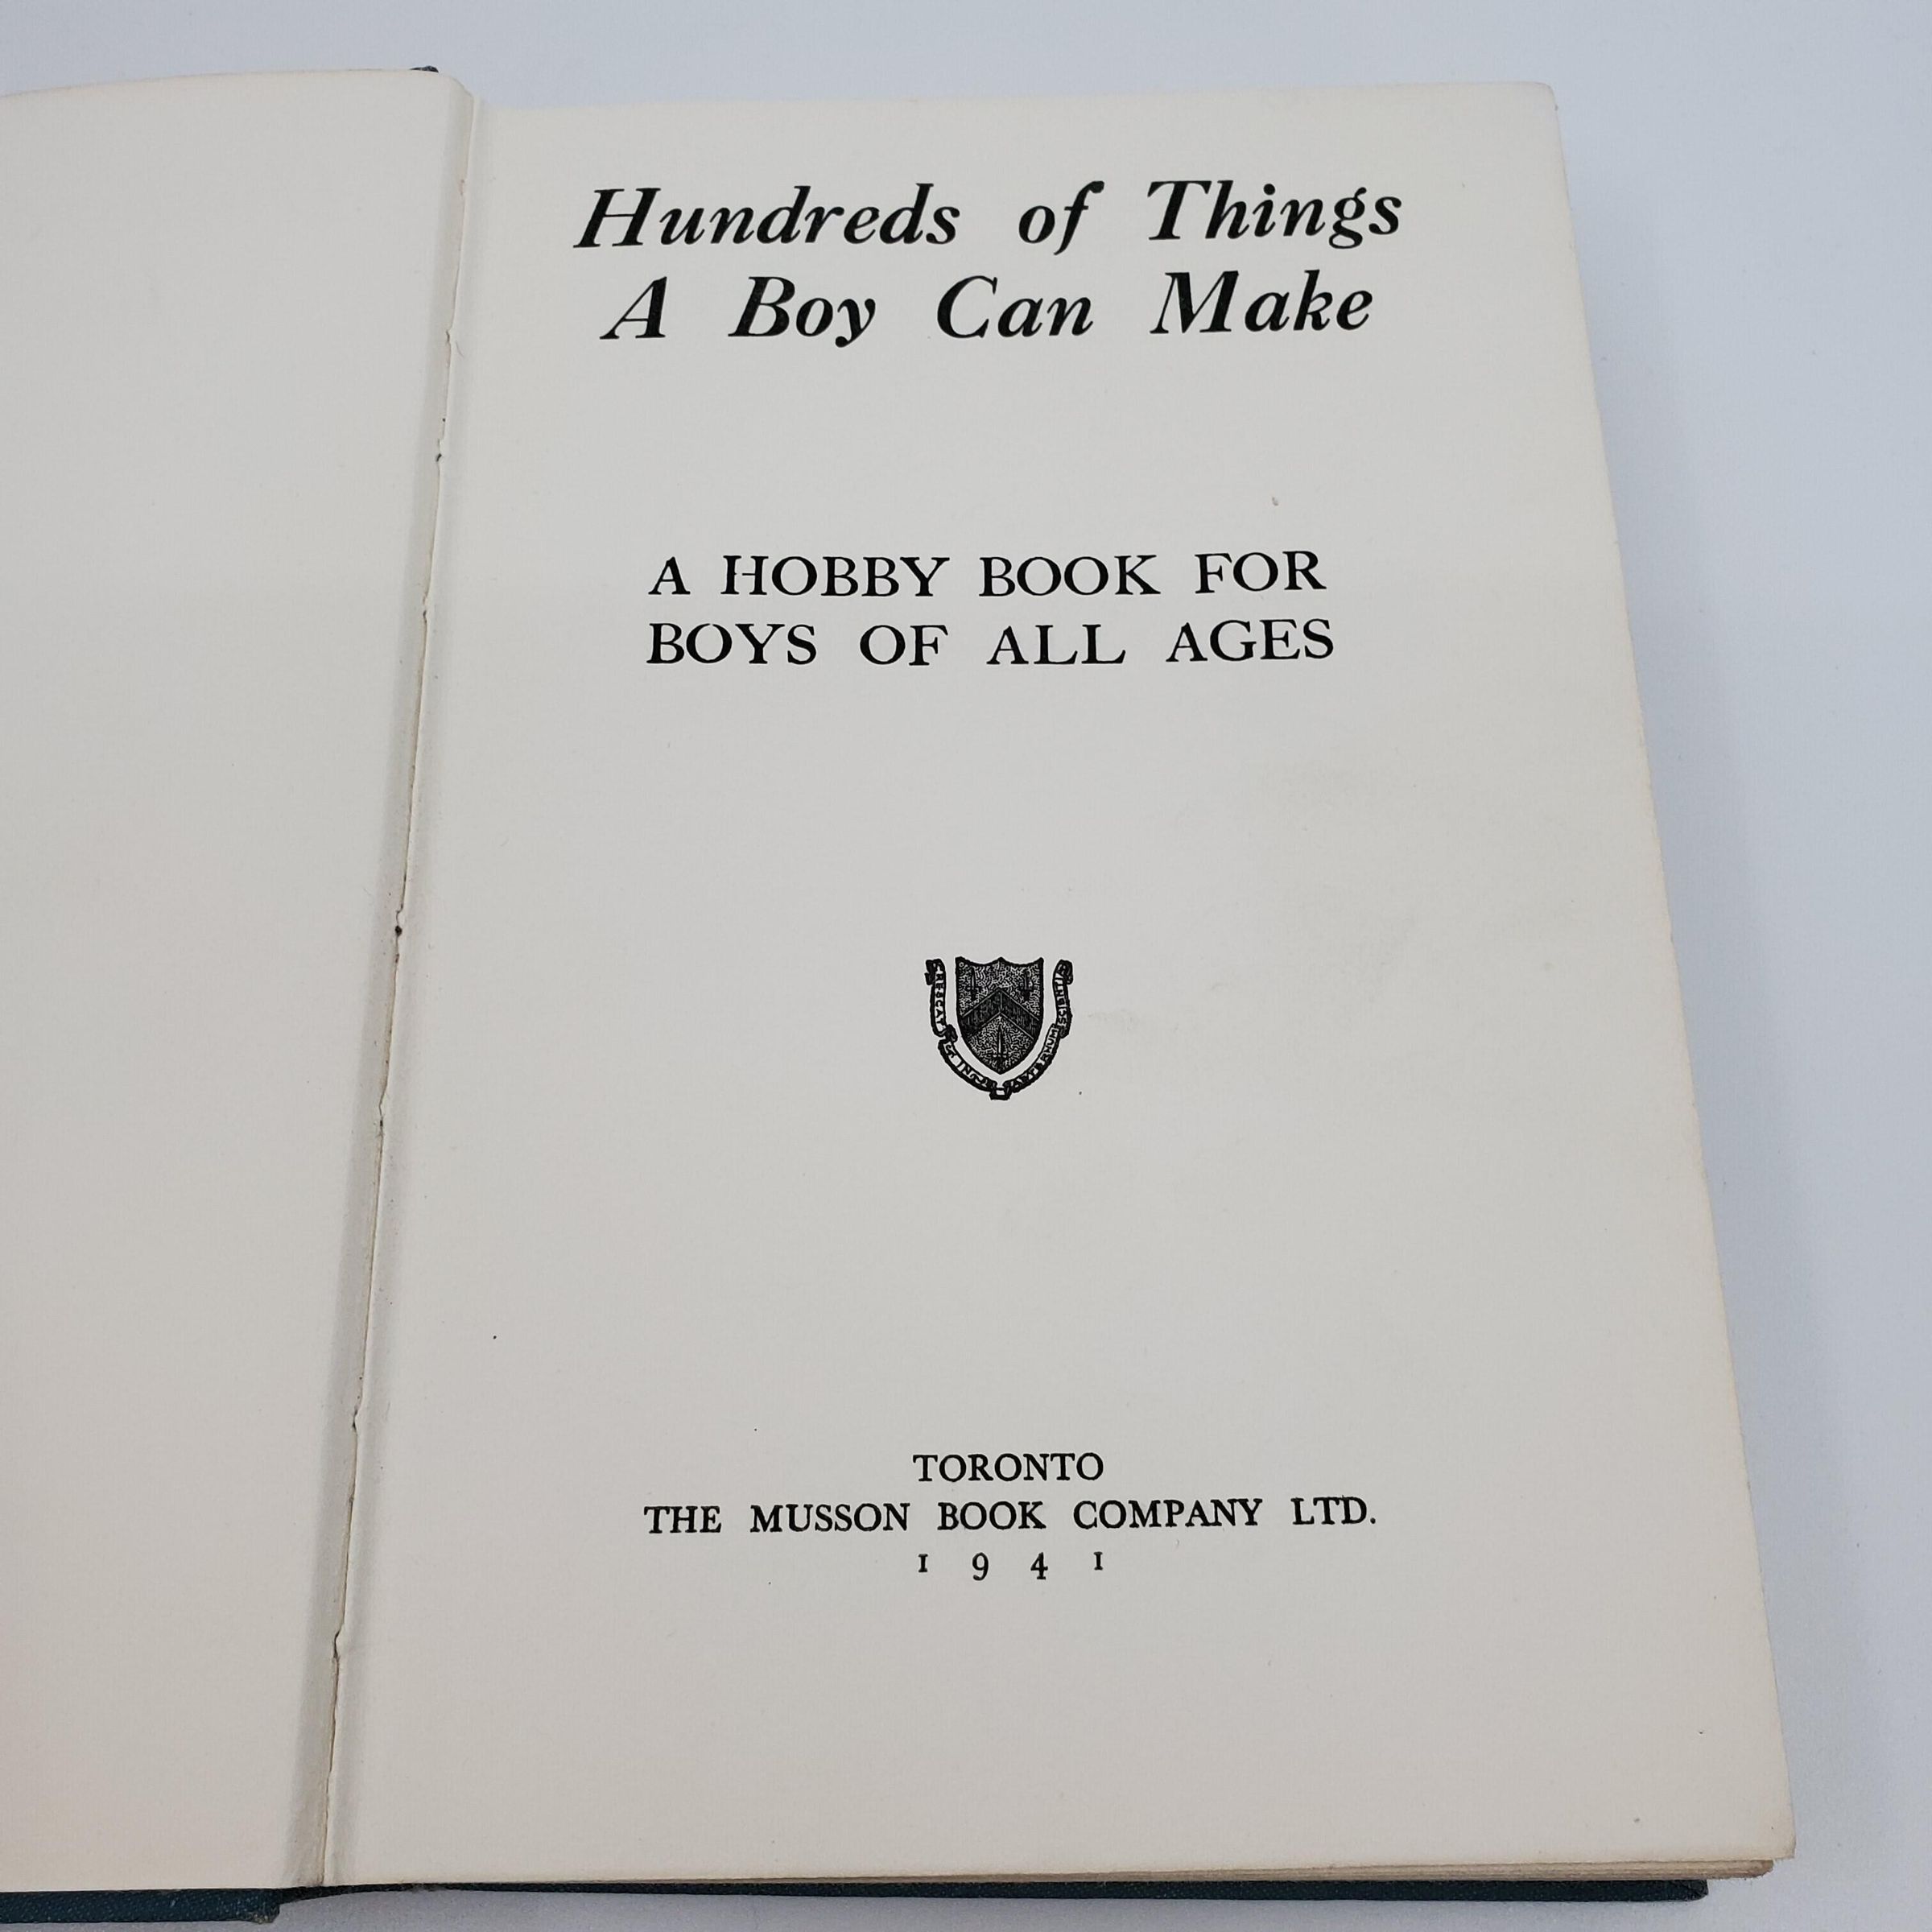 Hundreds of Things
A Boy Can Make
A HOBBY BOOK FOR
BOYS OF ALL AGES
TORONTO
THE MUSSON BOOK COMPANY LTD.
1941